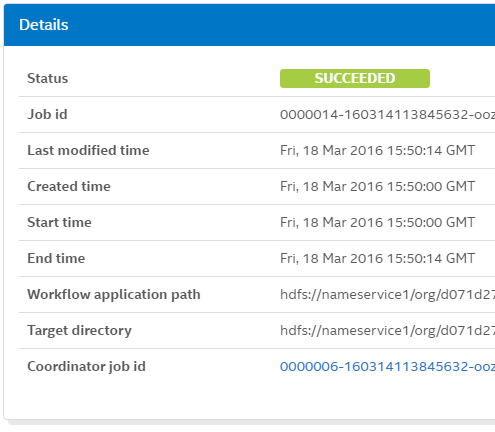 Details
Status SUCCEEDED
Job id 0000014-160314113845632-ooz
Last modified time Fri, 18 Mar 2016 15:50:14 GMT
Created time Fri, 18 Mar 2016 15:50:00 GMT
Start time Fri, 18 Mar 2016 15:50:00 GMT
End time Fri, 18 Mar 2016 15:50:14 GMT
Workflow application path hdfs://nameservice1/org/d071d27
Target directory hdfs://nameservice1/org/d071d27
Coordinator job id 0000006-160314113845632-ooz